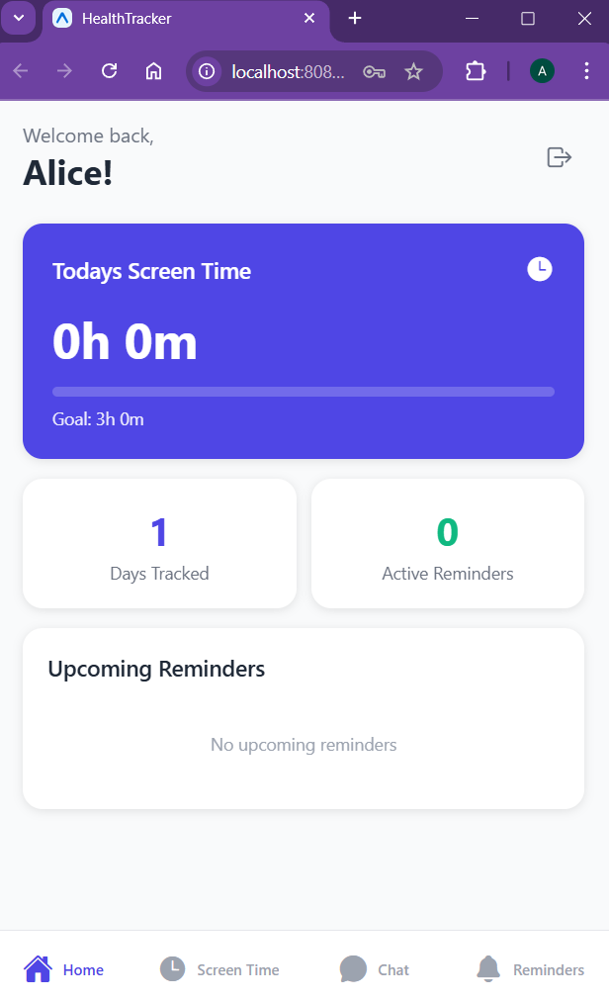 HealthTracker
localhost:808...
A
Welcome back,
Alice!
Todays Screen Time
0h 0m
Goal: 3h 0m
1
Days Tracked
0
Active Reminders
Upcoming Reminders
No upcoming reminders
Home
Screen Time
Chat
Reminders